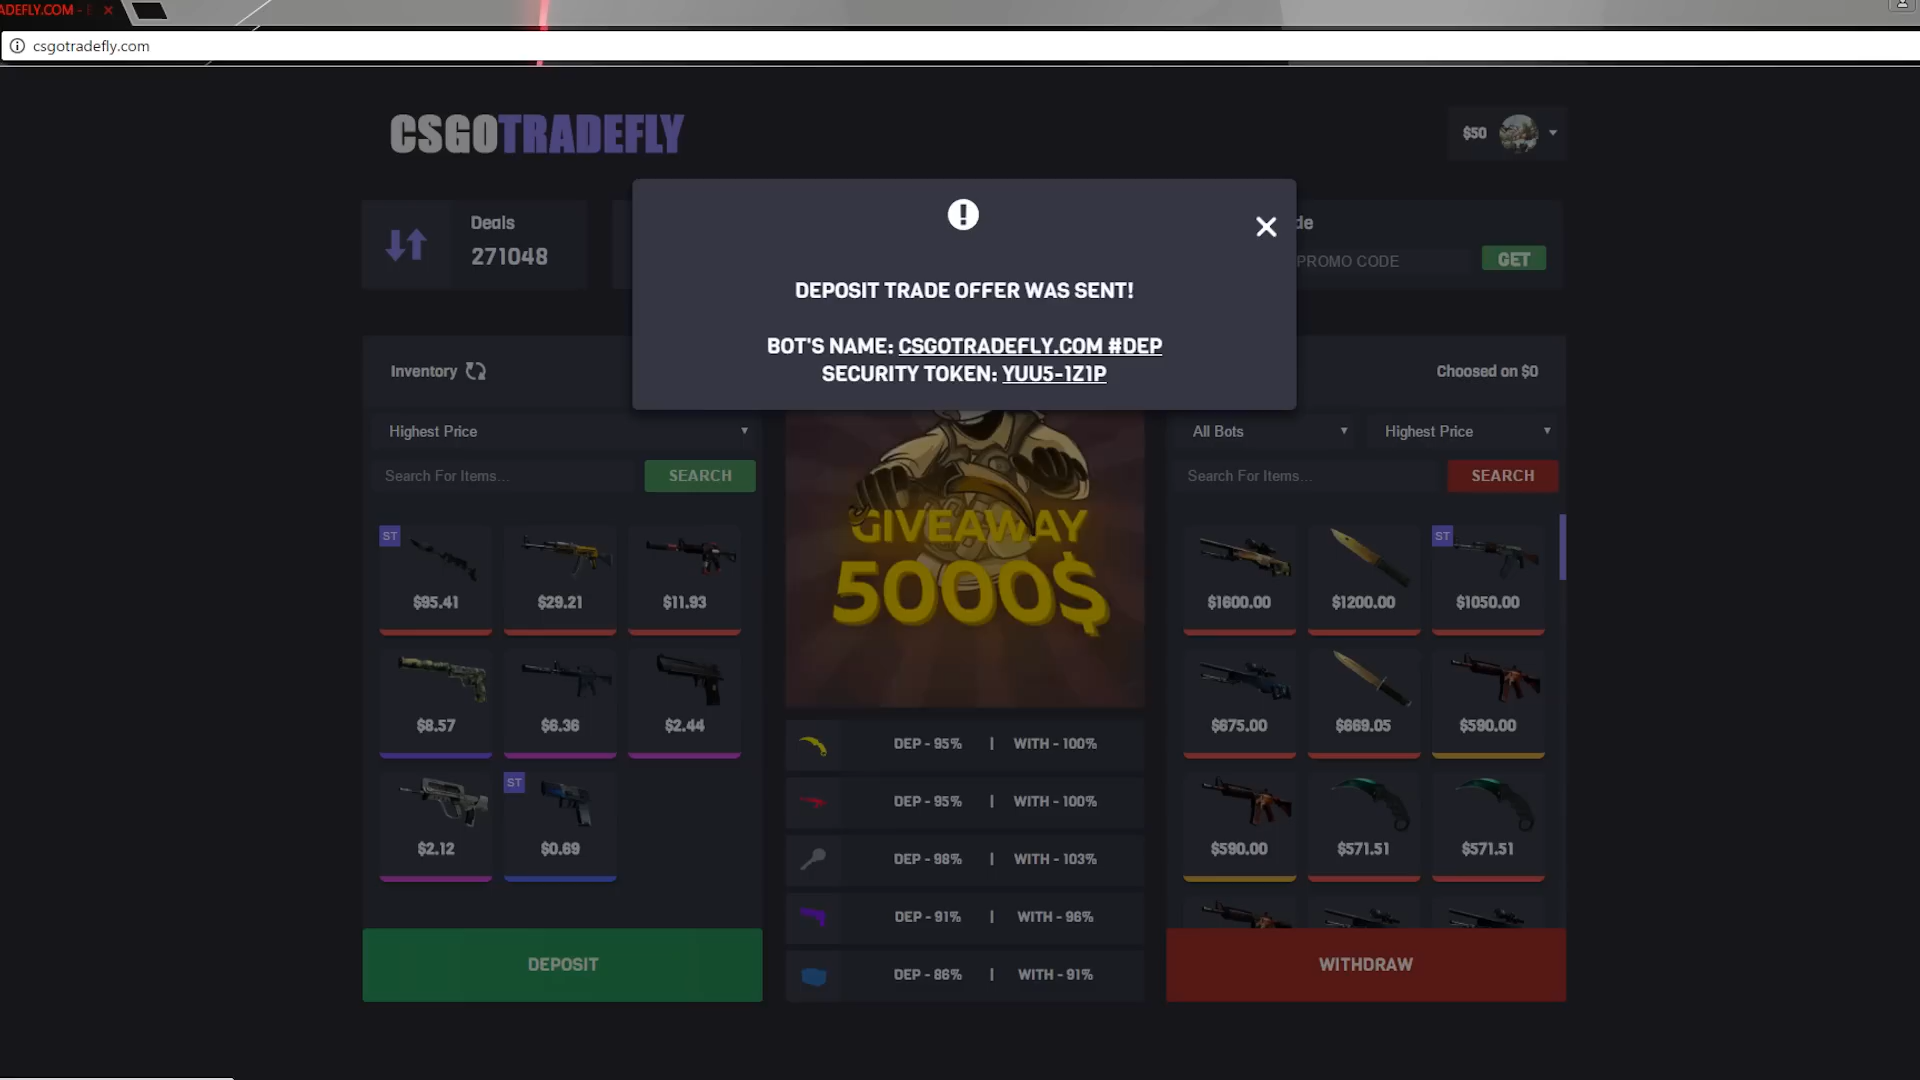 ADEFLY.COM -
csgotradefly.com
CSGOTRADEFLY
$50
Deals
271048
de
PROMO CODE
GET
DEPOSIT TRADE OFFER WAS SENT!
BOT'S NAME: CSGOTRADEFLY.COM #DEP
SECURITY TOKEN: YUU5-1Z1P
Inventory
Choosed on $0
Highest Price
All Bots
Highest Price
Search For Items...
SEARCH
Search For Items...
SEARCH
ST
$95.41
$29.21
$11.93
$8.57
$6.36
$2.44
$2.12
ST
$0.69
DEPOSIT
GIVEAWAY
5000$
DEP - 95% | WITH - 100%
DEP - 95% | WITH - 100%
DEP - 98% | WITH - 103%
DEP - 91% | WITH - 96%
DEP - 86% | WITH - 91%
$1600.00
$1200.00
ST
$1050.00
$675.00
$669.05
$590.00
$590.00
$571.51
$571.51
WITHDRAW